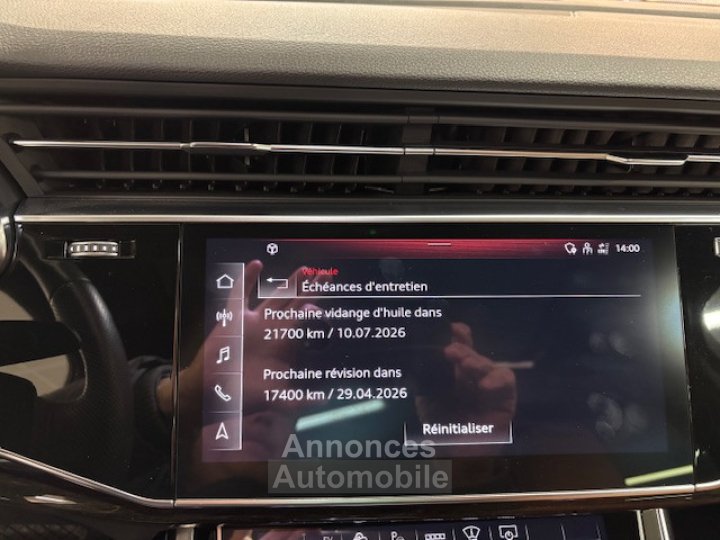 14:00
Véhicule
Échéances d'entretien
Prochaine vidange d'huile dans
21700 km / 10.07.2026
Prochaine révision dans
17400 km / 29.04.2026
Réinitialiser
Annonces
Automobile